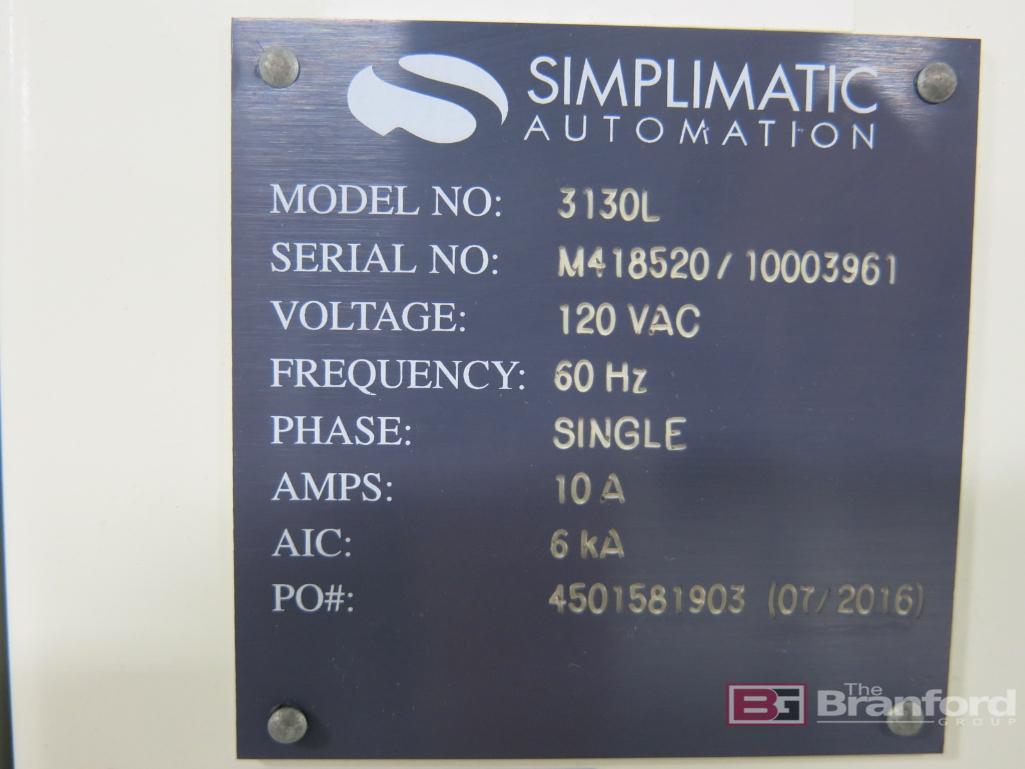 SIMPLIMATIC
AUTOMATION
MODEL NO: 3130L
SERIAL NO: M418520 / 10003961
VOLTAGE: 120 VAC
FREQUENCY: 60 Hz
PHASE: SINGLE
AMPS: 10 A
AIC: 6 kA
PO#: 4501581903 (07/2016)
BG The Branford
GROUP